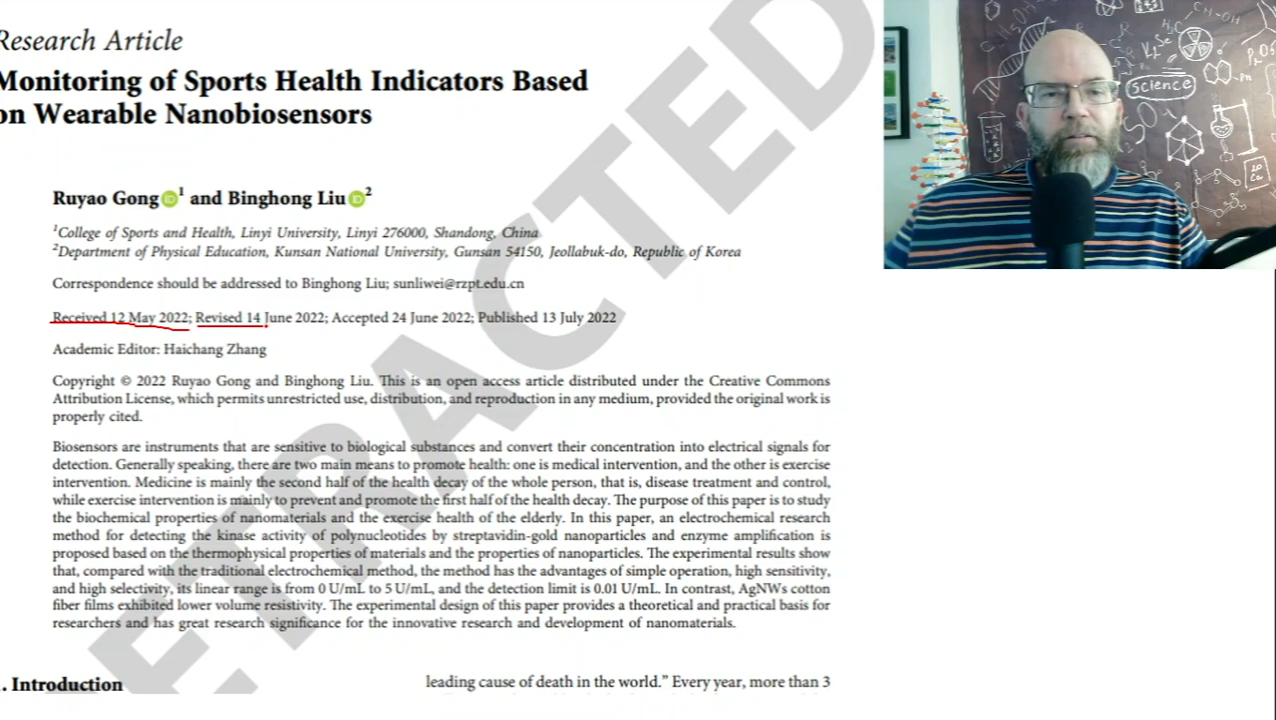 Research Article
Monitoring of Sports Health Indicators Based
on Wearable Nanobiosensors
Ruyao Gong iD 1 and Binghong Liu iD 2
1College of Sports and Health, Linyi University, Linyi 276000, Shandong, China
2Department of Physical Education, Kunsan National University, Gunsan 54150, Jeollabuk-do, Republic of Korea
Correspondence should be addressed to Binghong Liu; sunliwei@rzpt.edu.cn
Received 12 May 2022; Revised 14 June 2022; Accepted 24 June 2022; Published 13 July 2022
Academic Editor: Haichang Zhang
Copyright © 2022 Ruyao Gong and Binghong Liu. This is an open access article distributed under the Creative Commons
Attribution License, which permits unrestricted use, distribution, and reproduction in any medium, provided the original work is
properly cited.
Biosensors are instruments that are sensitive to biological substances and convert their concentration into electrical signals for
detection. Generally speaking, there are two main means to promote health: one is medical intervention, and the other is exercise
intervention. Medicine is mainly the second half of the health decay of the whole person, that is, disease treatment and control,
while exercise intervention is mainly to prevent and promote the first half of the health decay. The purpose of this paper is to study
the biochemical properties of nanomaterials and the exercise health of the elderly. In this paper, an electrochemical research
method for detecting the kinase activity of polynucleotides by streptavidin-gold nanoparticles and enzyme amplification is
proposed based on the thermophysical properties of materials and the properties of nanoparticles. The experimental results show
that, compared with the traditional electrochemical method, the method has the advantages of simple operation, high sensitivity,
and high selectivity, its linear range is from 0 U/mL to 5 U/mL, and the detection limit is 0.01 U/mL. In contrast, AgNWs cotton
fiber films exhibited lower volume resistivity. The experimental design of this paper provides a theoretical and practical basis for
researchers and has great research significance for the innovative research and development of nanomaterials.
1. Introduction
leading cause of death in the world.” Every year, more than 3
RETRACTED
science